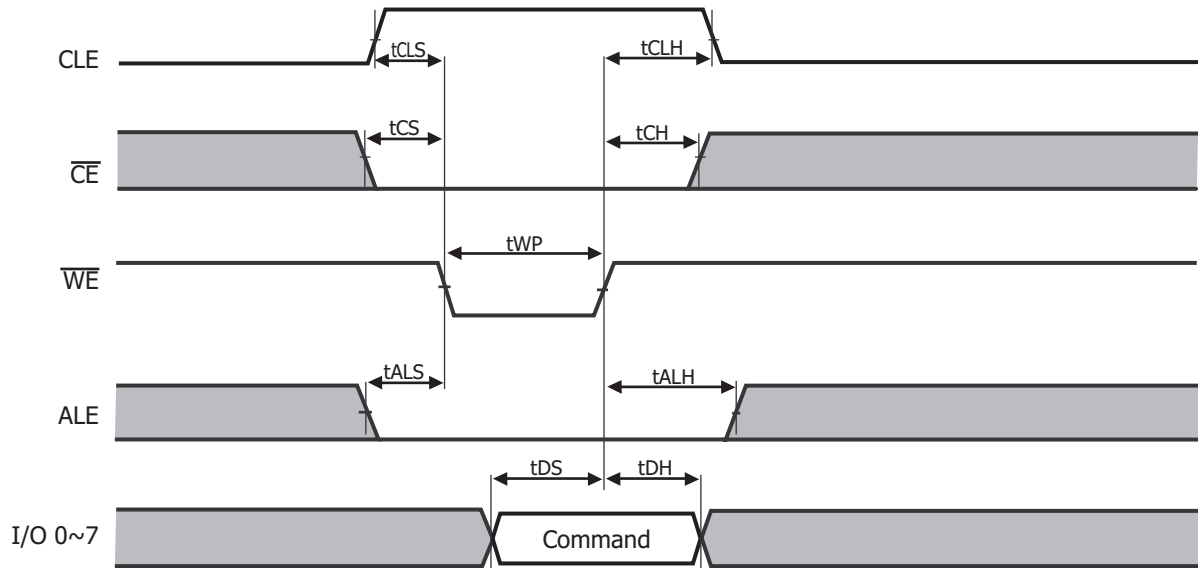 CLE
tCLS
tCLH
CE
tCS
tCH
WE
tWP
ALE
tALS
tALH
tDS
tDH
I/O 0~7
Command